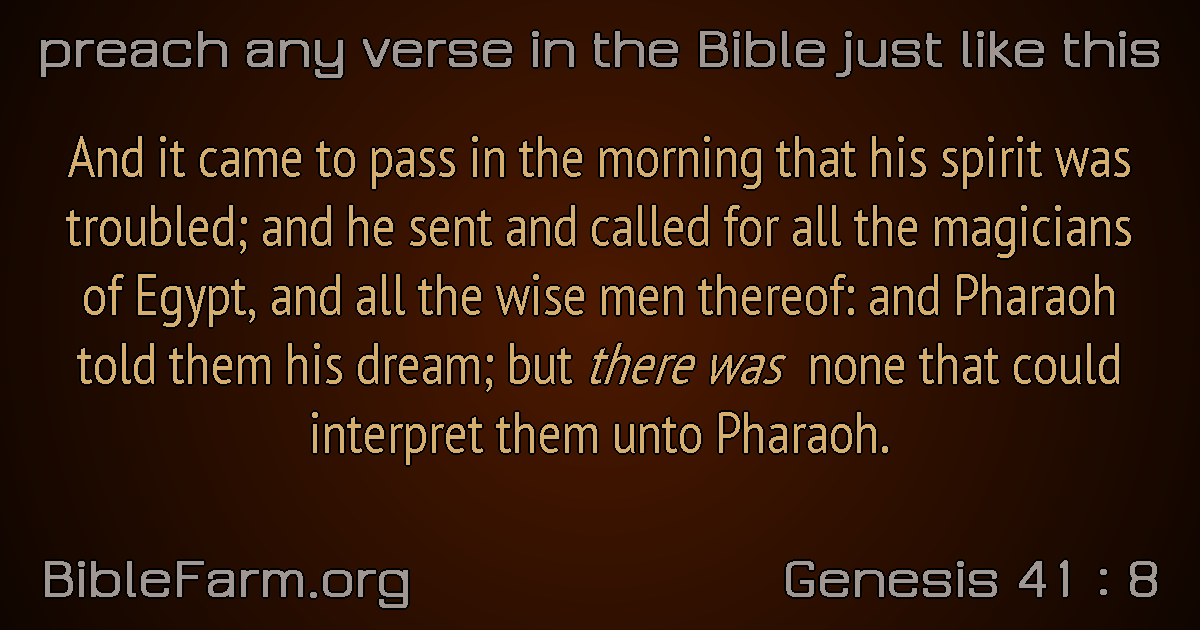 preach any verse in the Bible just like this
And it came to pass in the morning that his spirit was
troubled; and he sent and called for all the magicians
of Egypt, and all the wise men thereof: and Pharaoh
told them his dream; but there was none that could
interpret them unto Pharaoh.
BibleFarm.org
Genesis 41 : 8